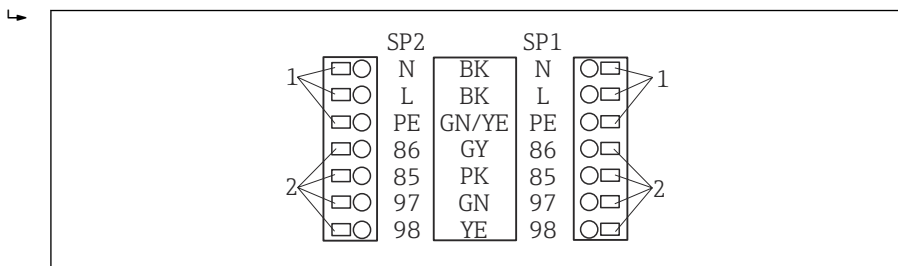 SP2 SP1
1 N BK N 1
L BK L
PE GN/YE PE
86 GY 86
2 85 PK 85 2
97 GN 97
98 YE 98